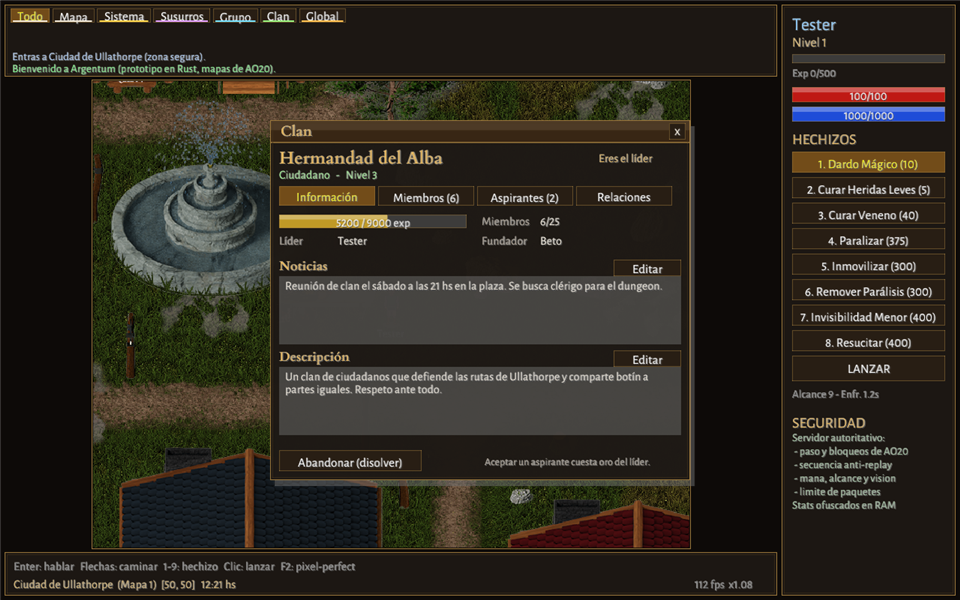 Todo Mapa Sistema Susurros Grupo Clan Global
Entras a Ciudad de Ullathorpe (zona segura).
Bienvenido a Argentum (prototipo en Rust, mapas de AO20).
Clan
x
Hermandad del Alba
Eres el líder
Ciudadano - Nivel 3
Información Miembros (6) Aspirantes (2) Relaciones
5200 / 9000 exp
Miembros 6/25
Líder Tester
Fundador Beto
Noticias
Editar
Reunión de clan el sábado a las 21 hs en la plaza. Se busca clérigo para el dungeon.
Descripción
Editar
Un clan de ciudadanos que defiende las rutas de Ullathorpe y comparte botín a
partes iguales. Respeto ante todo.
Abandonar (disolver)
Aceptar un aspirante cuesta oro del líder.
Tester
Nivel 1
Exp 0/500
100/100
1000/1000
HECHIZOS
1. Dardo Mágico (10)
2. Curar Heridas Leves (5)
3. Curar Veneno (40)
4. Paralizar (375)
5. Inmovilizar (300)
6. Remover Parálisis (300)
7. Invisibilidad Menor (400)
8. Resucitar (400)
LANZAR
Alcance 9 - Enfr. 1.2s
SEGURIDAD
Servidor autoritativo:
- paso y bloqueos de AO20
- secuencia anti-replay
- mana, alcance y vision
- limite de paquetes
Stats ofuscados en RAM
Enter: hablar Flechas: caminar 1-9: hechizo Clic: lanzar F2: pixel-perfect
Ciudad de Ullathorpe (Mapa 1) [50, 50] 12:21 hs
112 fps x1.08